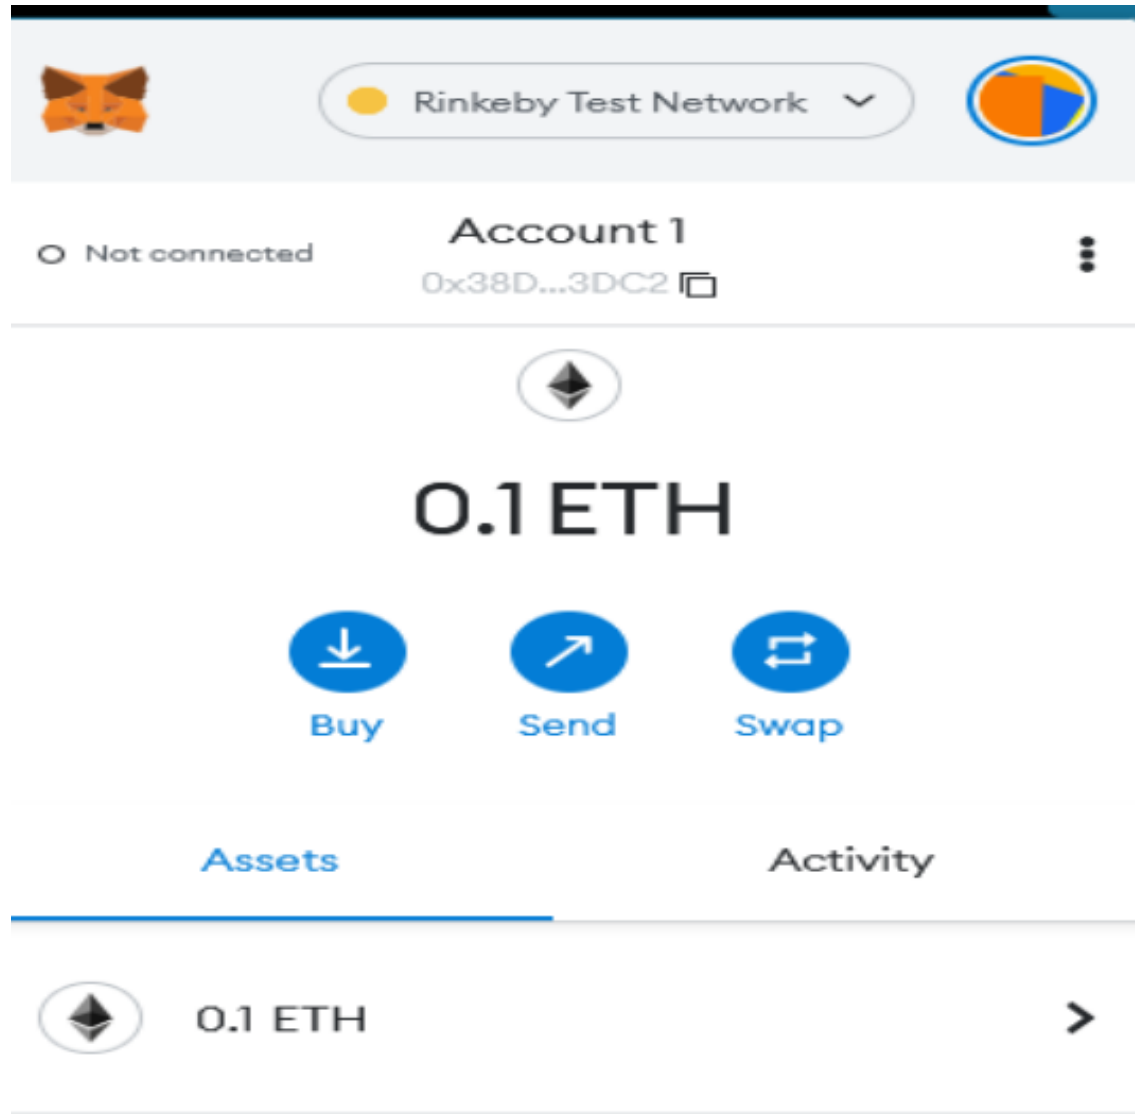 Rinkeby Test Network
Not connected
Account 1
0x38D...3DC2
0.1 ETH
Buy
Send
Swap
Assets
Activity
0.1 ETH